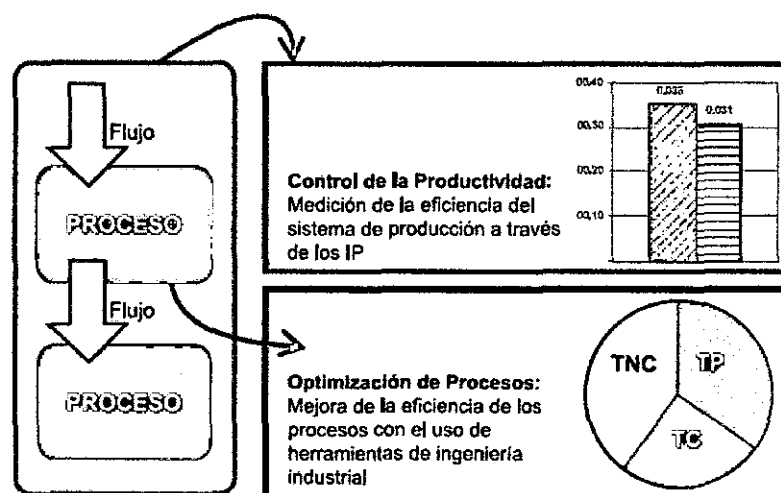 Flujo
PROCESO
Flujo
PROCESO
Control de la Productividad:
Medición de la eficiencia del
sistema de producción a través
de los IP
00,40
00,30
00,20
00,10
0,035
0,031
Optimización de Procesos:
Mejora de la eficiencia de los
procesos con el uso de
herramientas de ingeniería
industrial
TNC
TP
TC